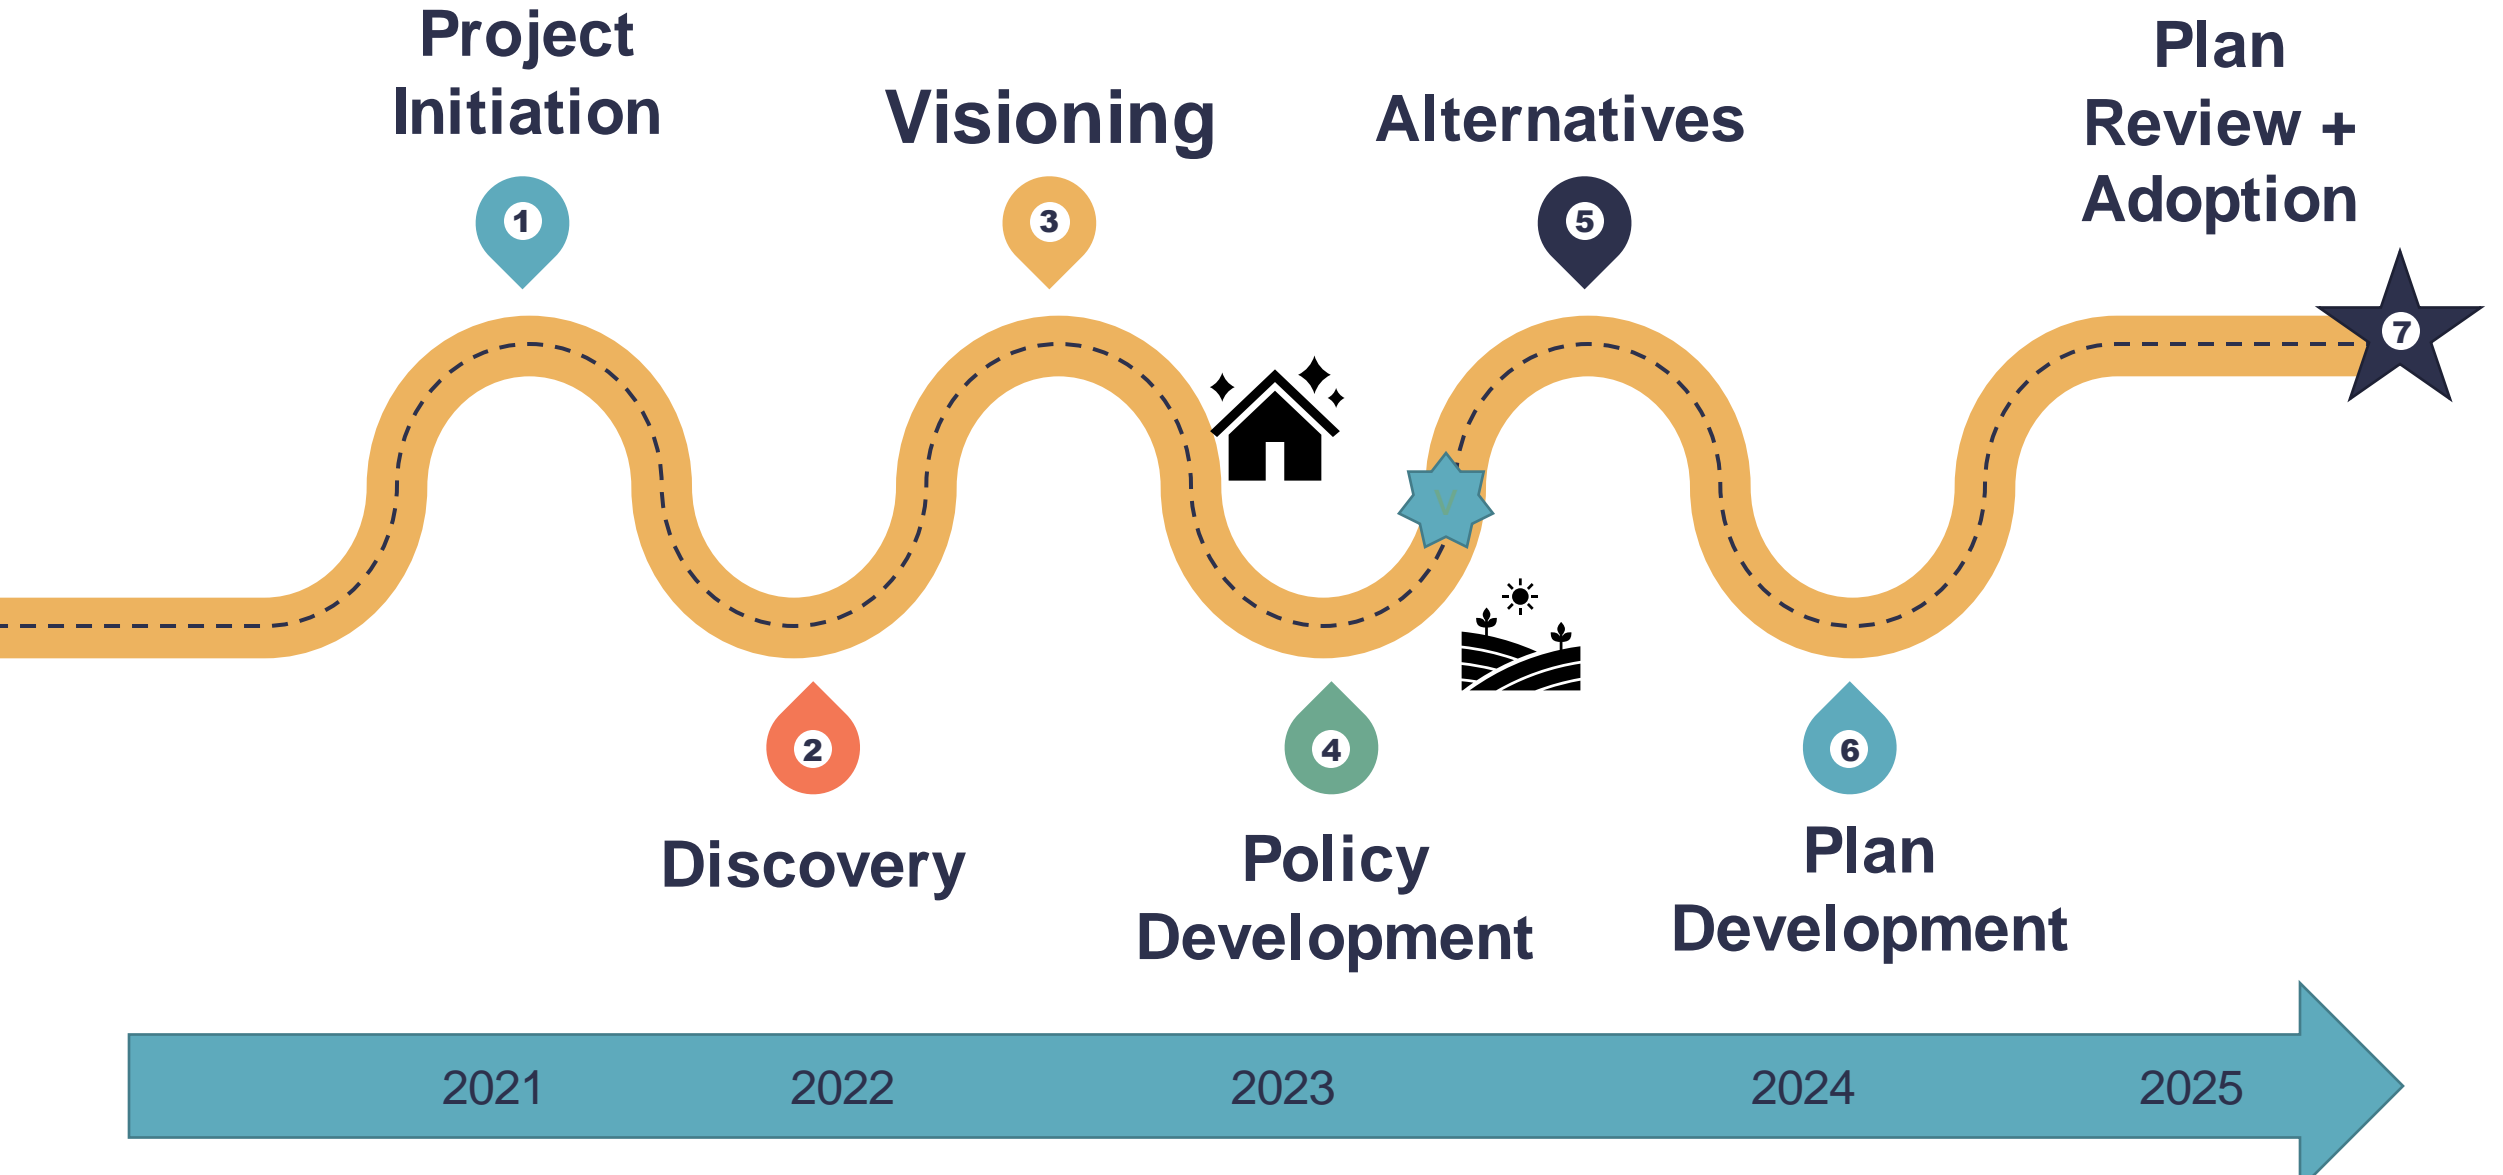 Project
Initiation
1
Discovery
2
Visioning
3
Policy
Development
4
Alternatives
5
Plan
Development
6
Plan
Review +
Adoption
7
V
2021
2022
2023
2024
2025